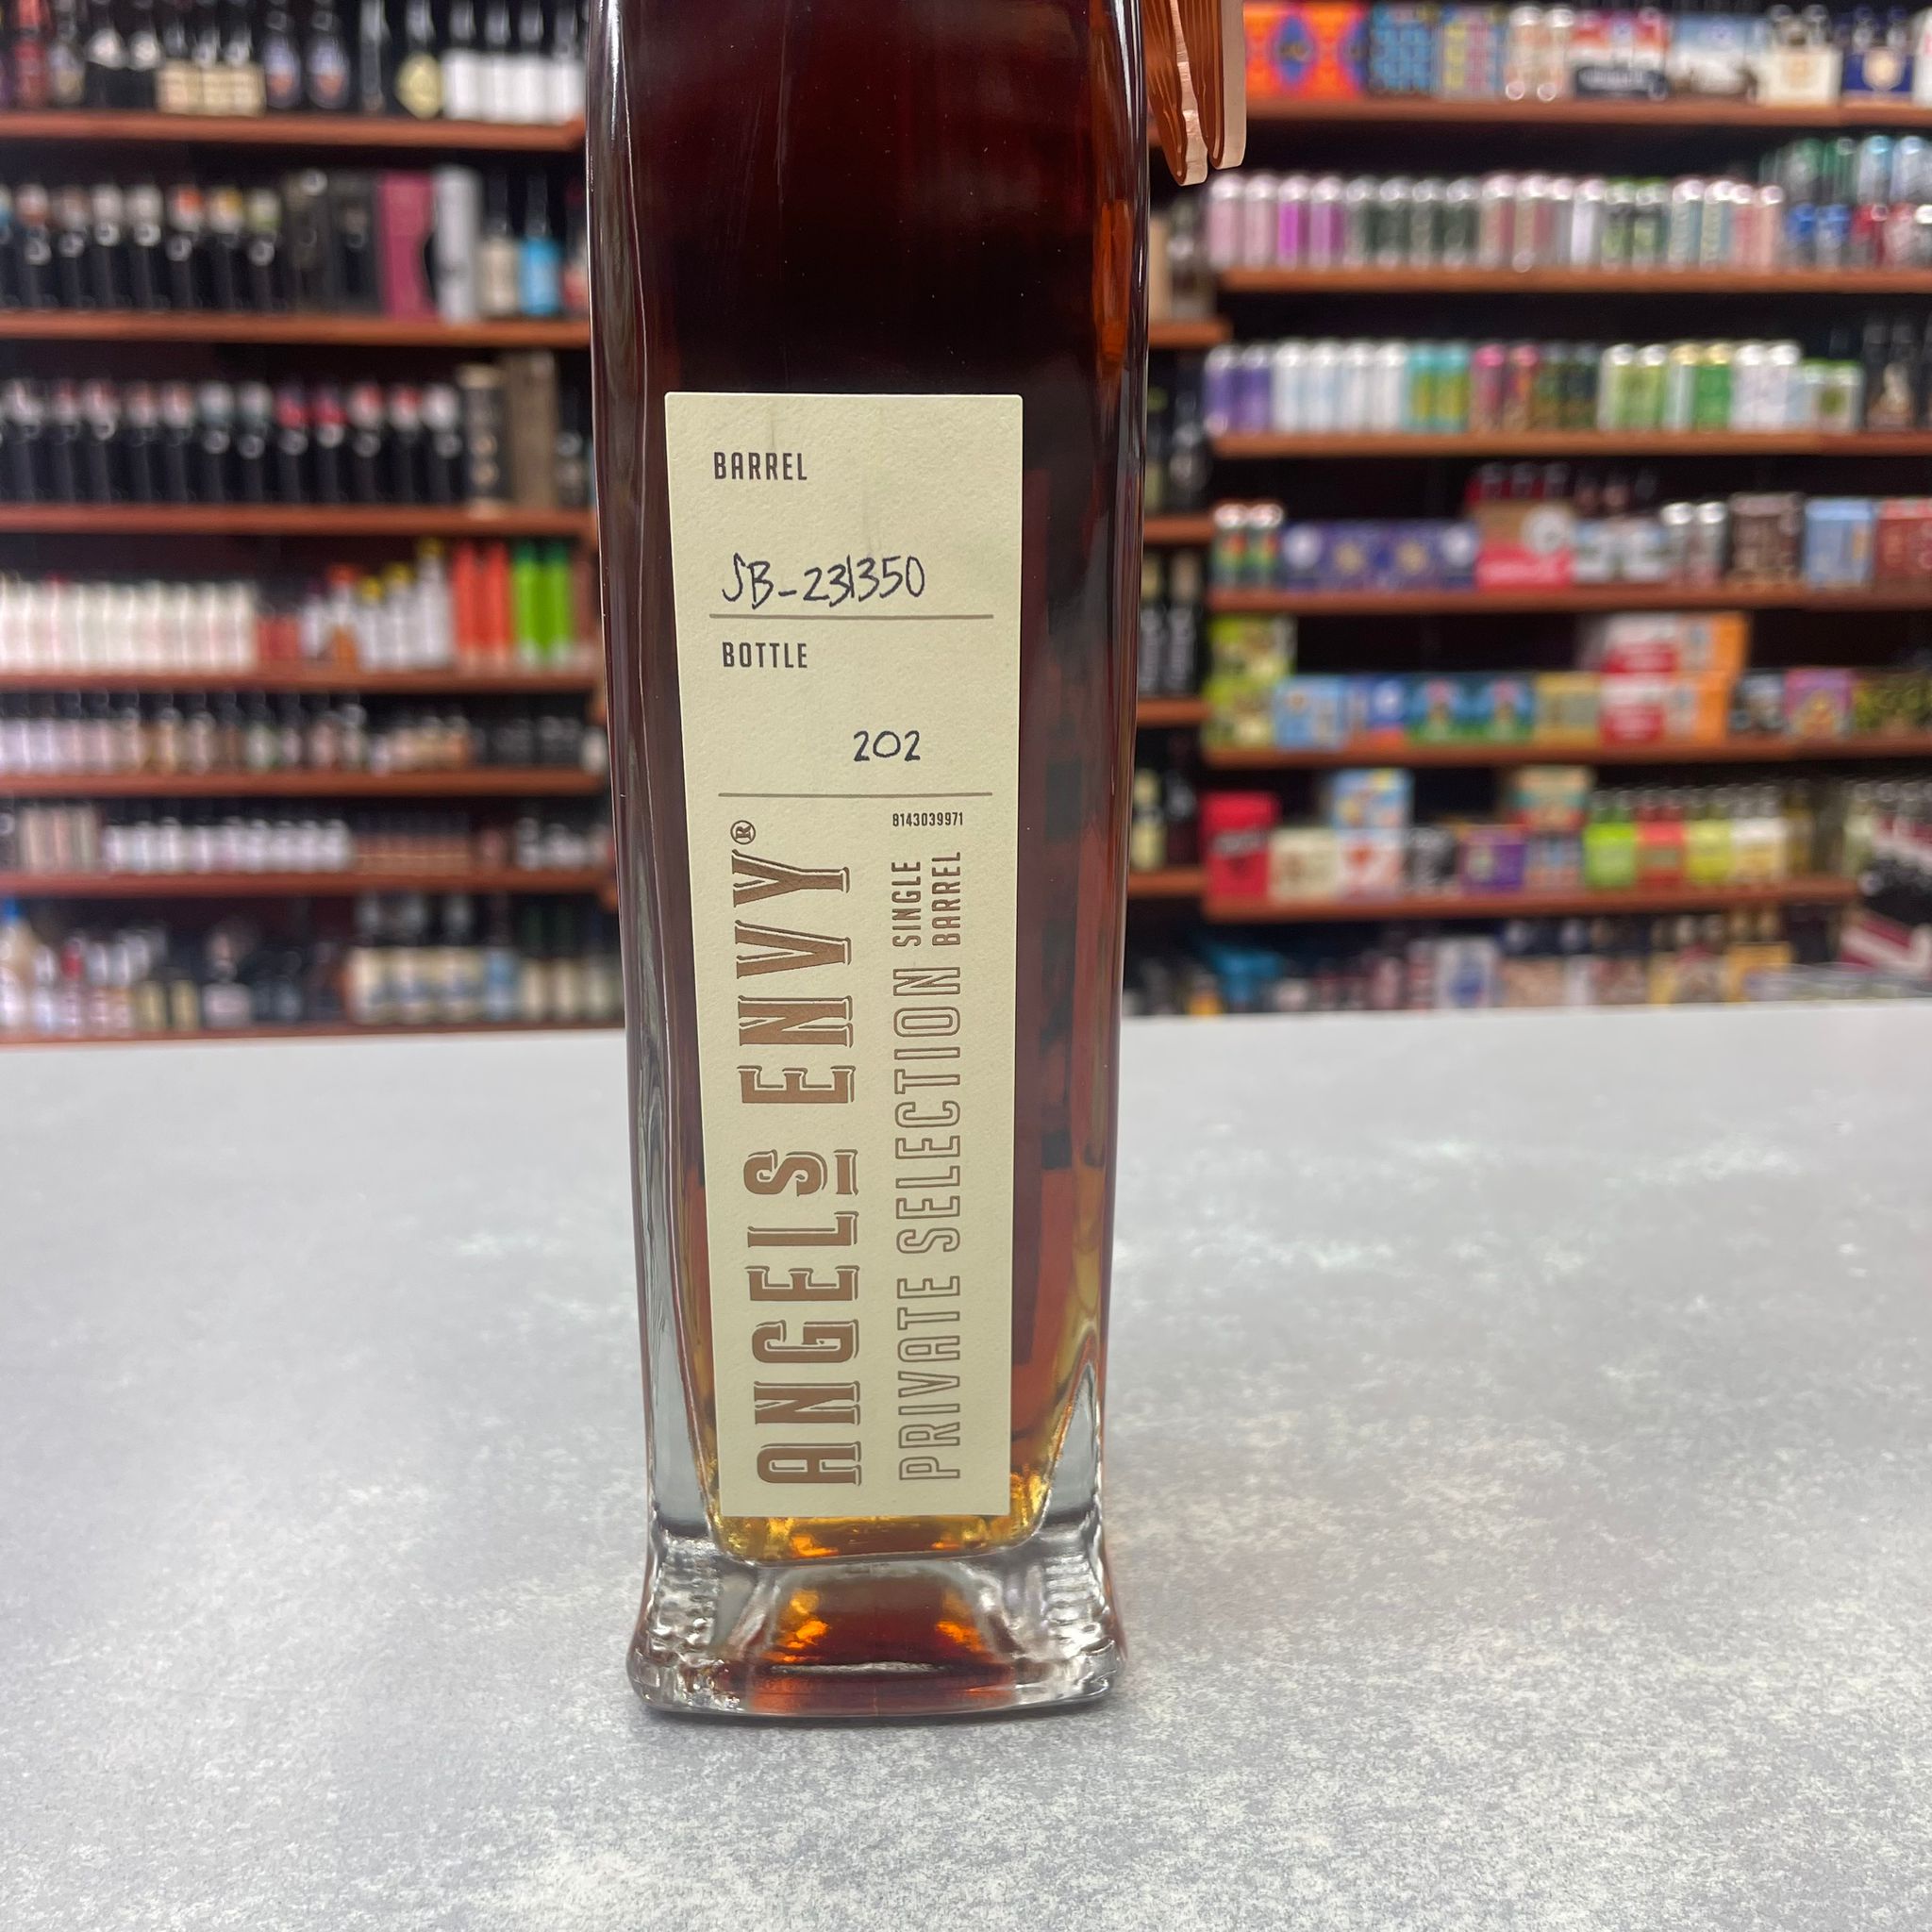 BARREL
SB-231350
BOTTLE
202
8143039971
ANGELS ENVY®
PRIVATE SELECTION SINGLE BARREL